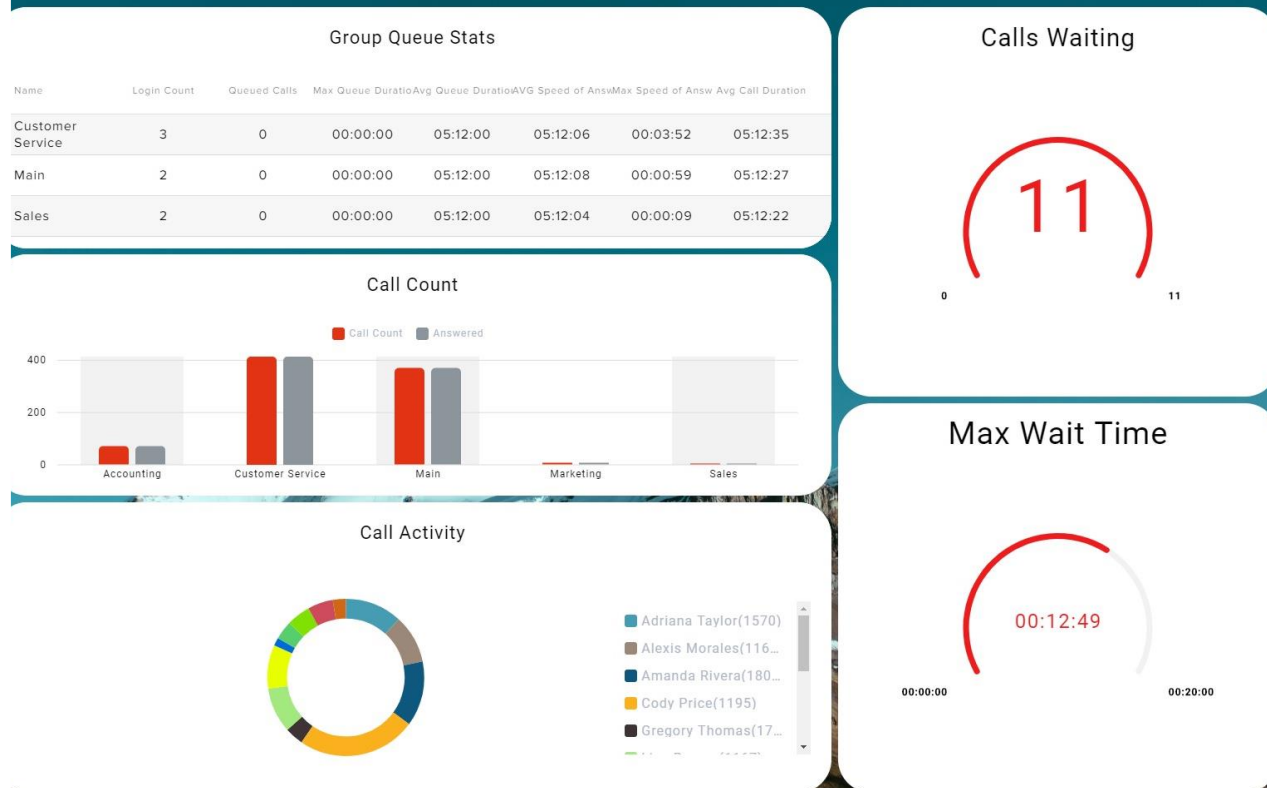 Group Queue Stats
Name Login Count Queued Calls Max Queue Duratio Avg Queue Duratio AVG Speed of Answ Max Speed of Answ Avg Call Duration
Customer
Service 3 0 00:00:00 05:12:00 05:12:06 00:03:52 05:12:35
Main 2 0 00:00:00 05:12:00 05:12:08 00:00:59 05:12:27
Sales 2 0 00:00:00 05:12:00 05:12:04 00:00:09 05:12:22
Calls Waiting
11
0 11
Call Count
Call Count Answered
400
200
0
Accounting Customer Service Main Marketing Sales
Max Wait Time
00:12:49
00:00:00 00:20:00
Call Activity
Adriana Taylor(1570)
Alexis Morales(116...
Amanda Rivera(180...
Cody Price(1195)
Gregory Thomas(17...